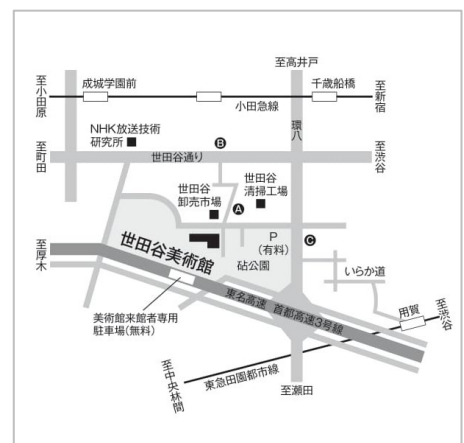 至高井戸
至小田原
成城学園前
千歳船橋
至新宿
小田急線
環八
NHK放送技術
研究所
B
至町田
世田谷通り
至渋谷
世田谷
卸売市場
世田谷
清掃工場
A
P
(有料)
C
世田谷美術館
砧公園
至厚木
いらか道
東名高速 首都高速3号線
用賀
至渋谷
美術館来館者専用
駐車場(無料)
至中央林間
東急田園都市線
至瀬田